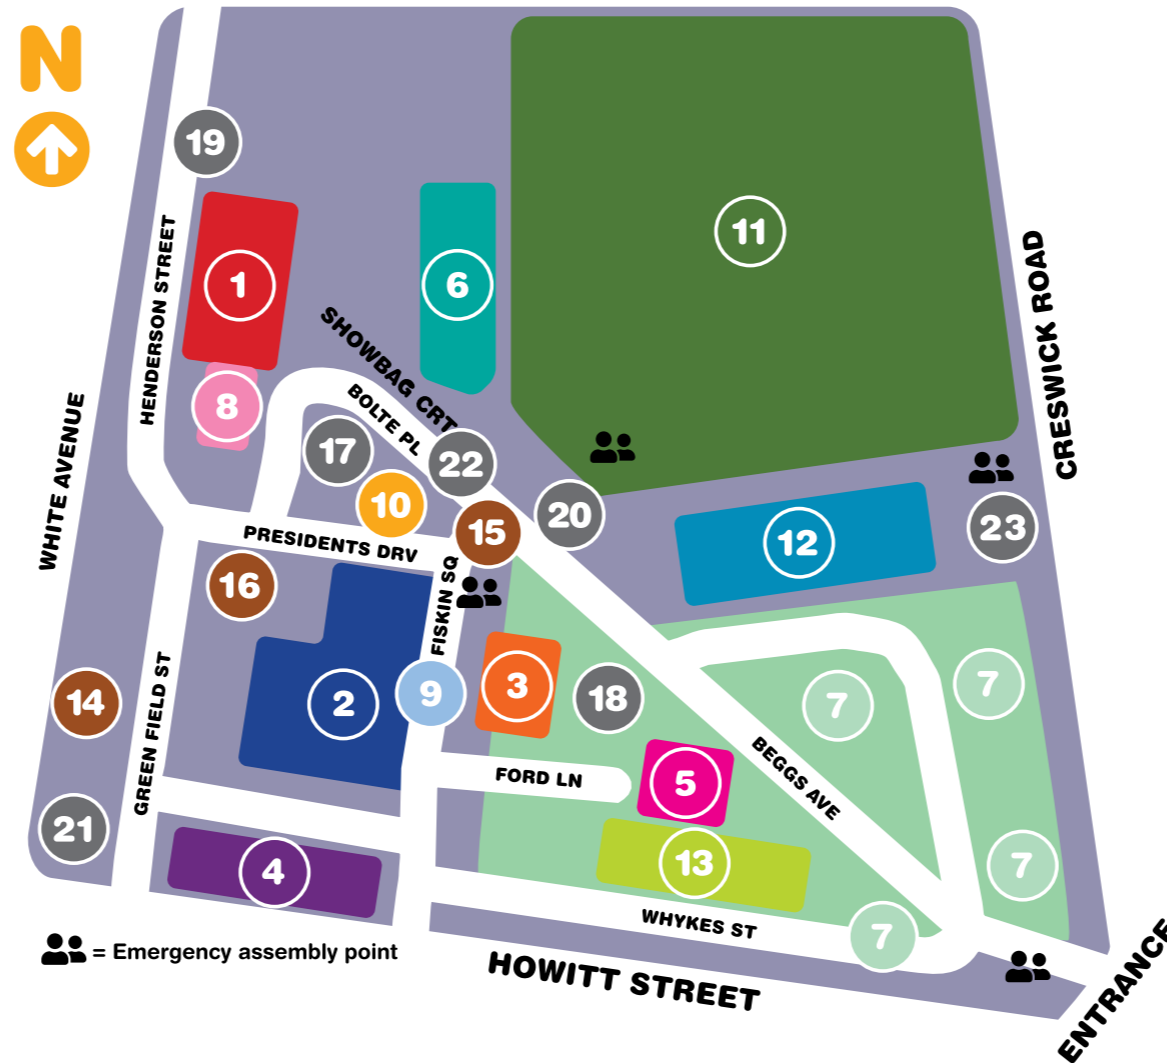 N
19
11
1
6
HENDERSON STREET
CRESWICK ROAD
SHOWBAG CRT
BOLTE PL
8
WHITE AVENUE
17
22
10
20
15
23
12
PRESIDENTS DRV
16
FISKIN SQ
14
2
9
3
18
7
7
GREEN FIELD ST
FORD LN
5
BEGGS AVE
21
4
13
7
WHYKES ST
7
= Emergency assembly point
HOWITT STREET
ENTRANCE